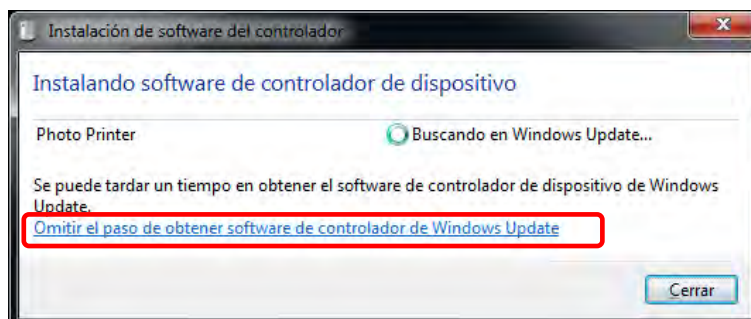 Instalación de software del controlador
Instalando software de controlador de dispositivo
Photo Printer
Buscando en Windows Update...
Se puede tardar un tiempo en obtener el software de controlador de dispositivo de Windows
Update.
Omitir el paso de obtener software de controlador de Windows Update
Cerrar